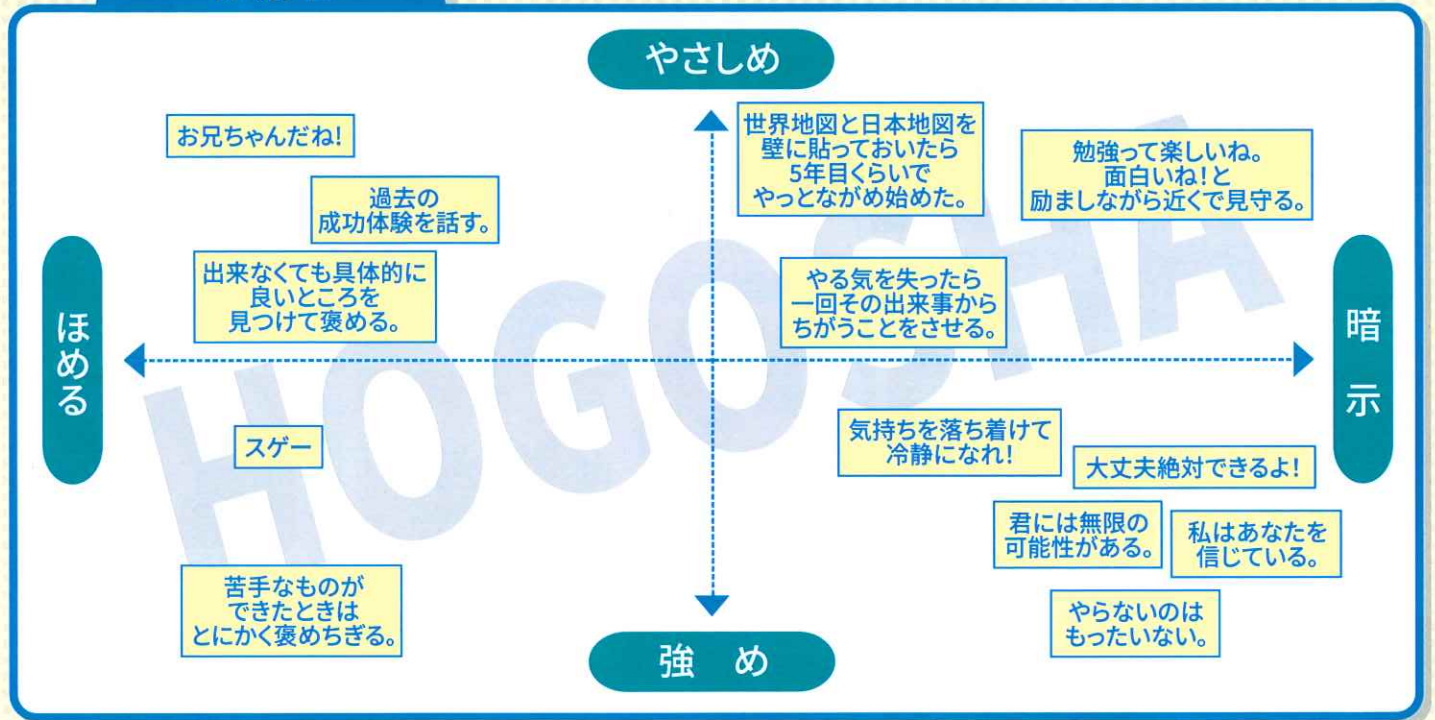 やさしめ
お兄ちゃんだね!
過去の
成功体験を話す。
出来なくても具体的に
良いところを
見つけて褒める。
世界地図と日本地図を
壁に貼っておいたら
5年目くらいで
やっとながめ始めた。
勉強って楽しいね。
面白いね!と
励ましながら近くで見守る。
やる気を失ったら
一回その出来事から
ちがうことをさせる。
ほめる
暗示
HOGOSHA
スゲー
苦手なものが
できたときは
とにかく褒めちぎる。
気持ちを落ち着けて
冷静になれ!
大丈夫絶対できるよ!
君には無限の
可能性がある。
私はあなたを
信じている。
やらないのは
もったいない。
強め